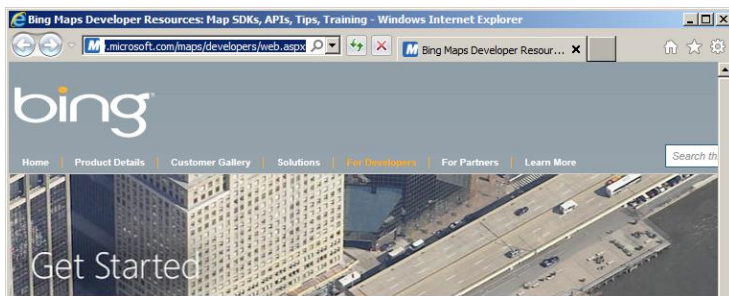 Bing Maps Developer Resources: Map SDKs, APIs, Tips, Training - Windows Internet Explorer
.microsoft.com/maps/developers/web.aspx
Bing Maps Developer Resour...
bing
Home | Product Details | Customer Gallery | Solutions | For Developers | For Partners | Learn More
Search th
Get Started